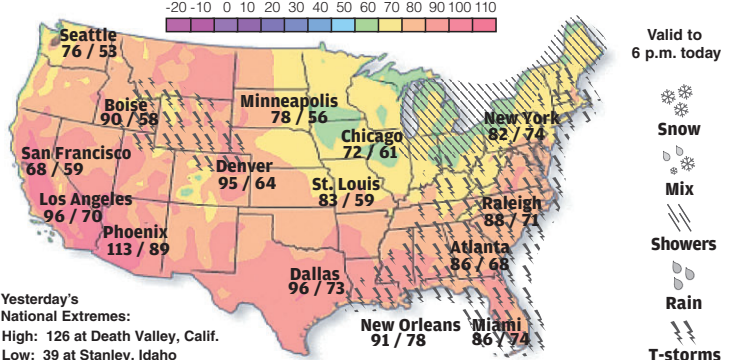 -20 -10 0 10 20 30 40 50 60 70 80 90 100 110
Seattle
76 / 53
Boise
90 / 58
Minneapolis
78 / 56
Chicago
72 / 61
New York
82 / 74
San Francisco
68 / 59
Denver
95 / 64
St. Louis
83 / 59
Los Angeles
96 / 70
Raleigh
88 / 71
Phoenix
113 / 89
Atlanta
86 / 68
Dallas
96 / 73
New Orleans
91 / 78
Miami
86 / 74
Yesterday's
National Extremes:
High: 126 at Death Valley, Calif.
Low: 39 at Stanley, Idaho
Valid to
6 p.m. today
Snow
Mix
Showers
Rain
T-storms